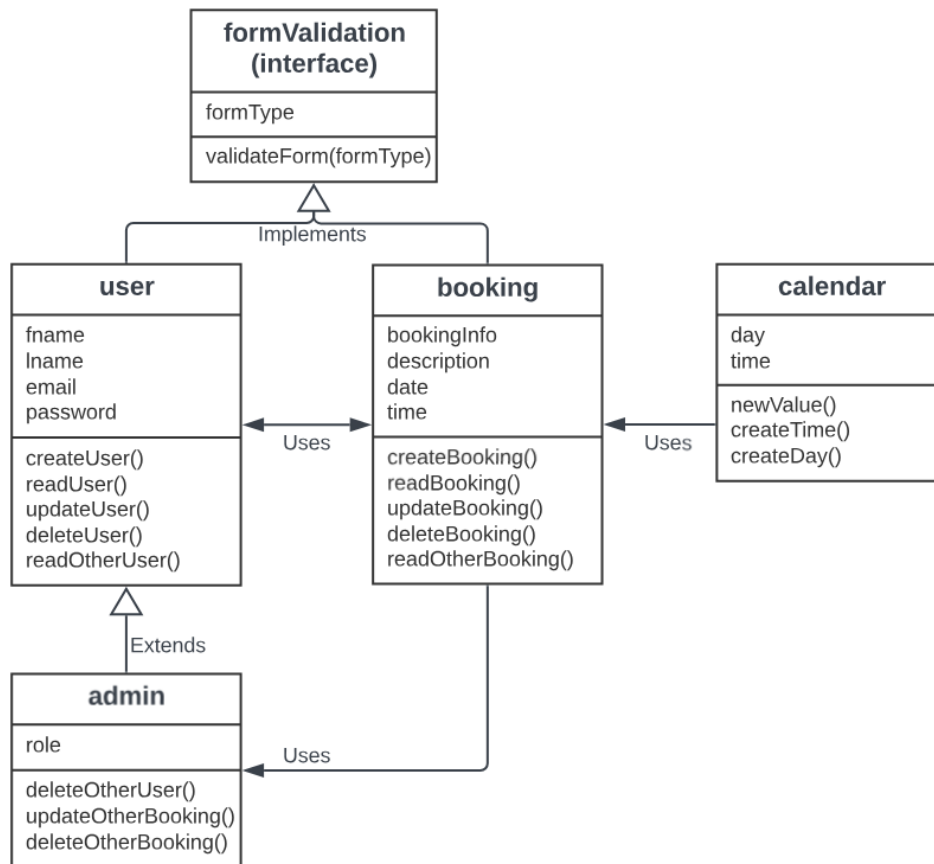 formValidation
(interface)
formType
validateForm(formType)
Implements
user
fname
lname
email
password
createUser()
readUser()
updateUser()
deleteUser()
readOtherUser()
Uses
booking
bookingInfo
description
date
time
createBooking()
readBooking()
updateBooking()
deleteBooking()
readOtherBooking()
Uses
calendar
day
time
newValue()
createTime()
createDay()
Extends
admin
role
deleteOtherUser()
updateOtherBooking()
deleteOtherBooking()
Uses